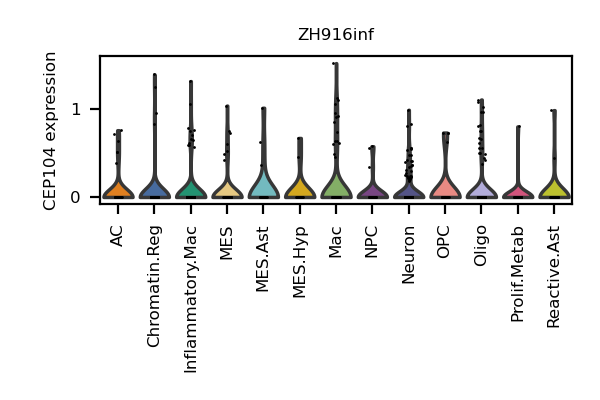 ZH916inf
CEP104 expression
1
0
AC
Chromatin.Reg
Inflammatory.Mac
MES
MES.Ast
MES.Hyp
Mac
NPC
Neuron
OPC
Oligo
Prolif.Metab
Reactive.Ast